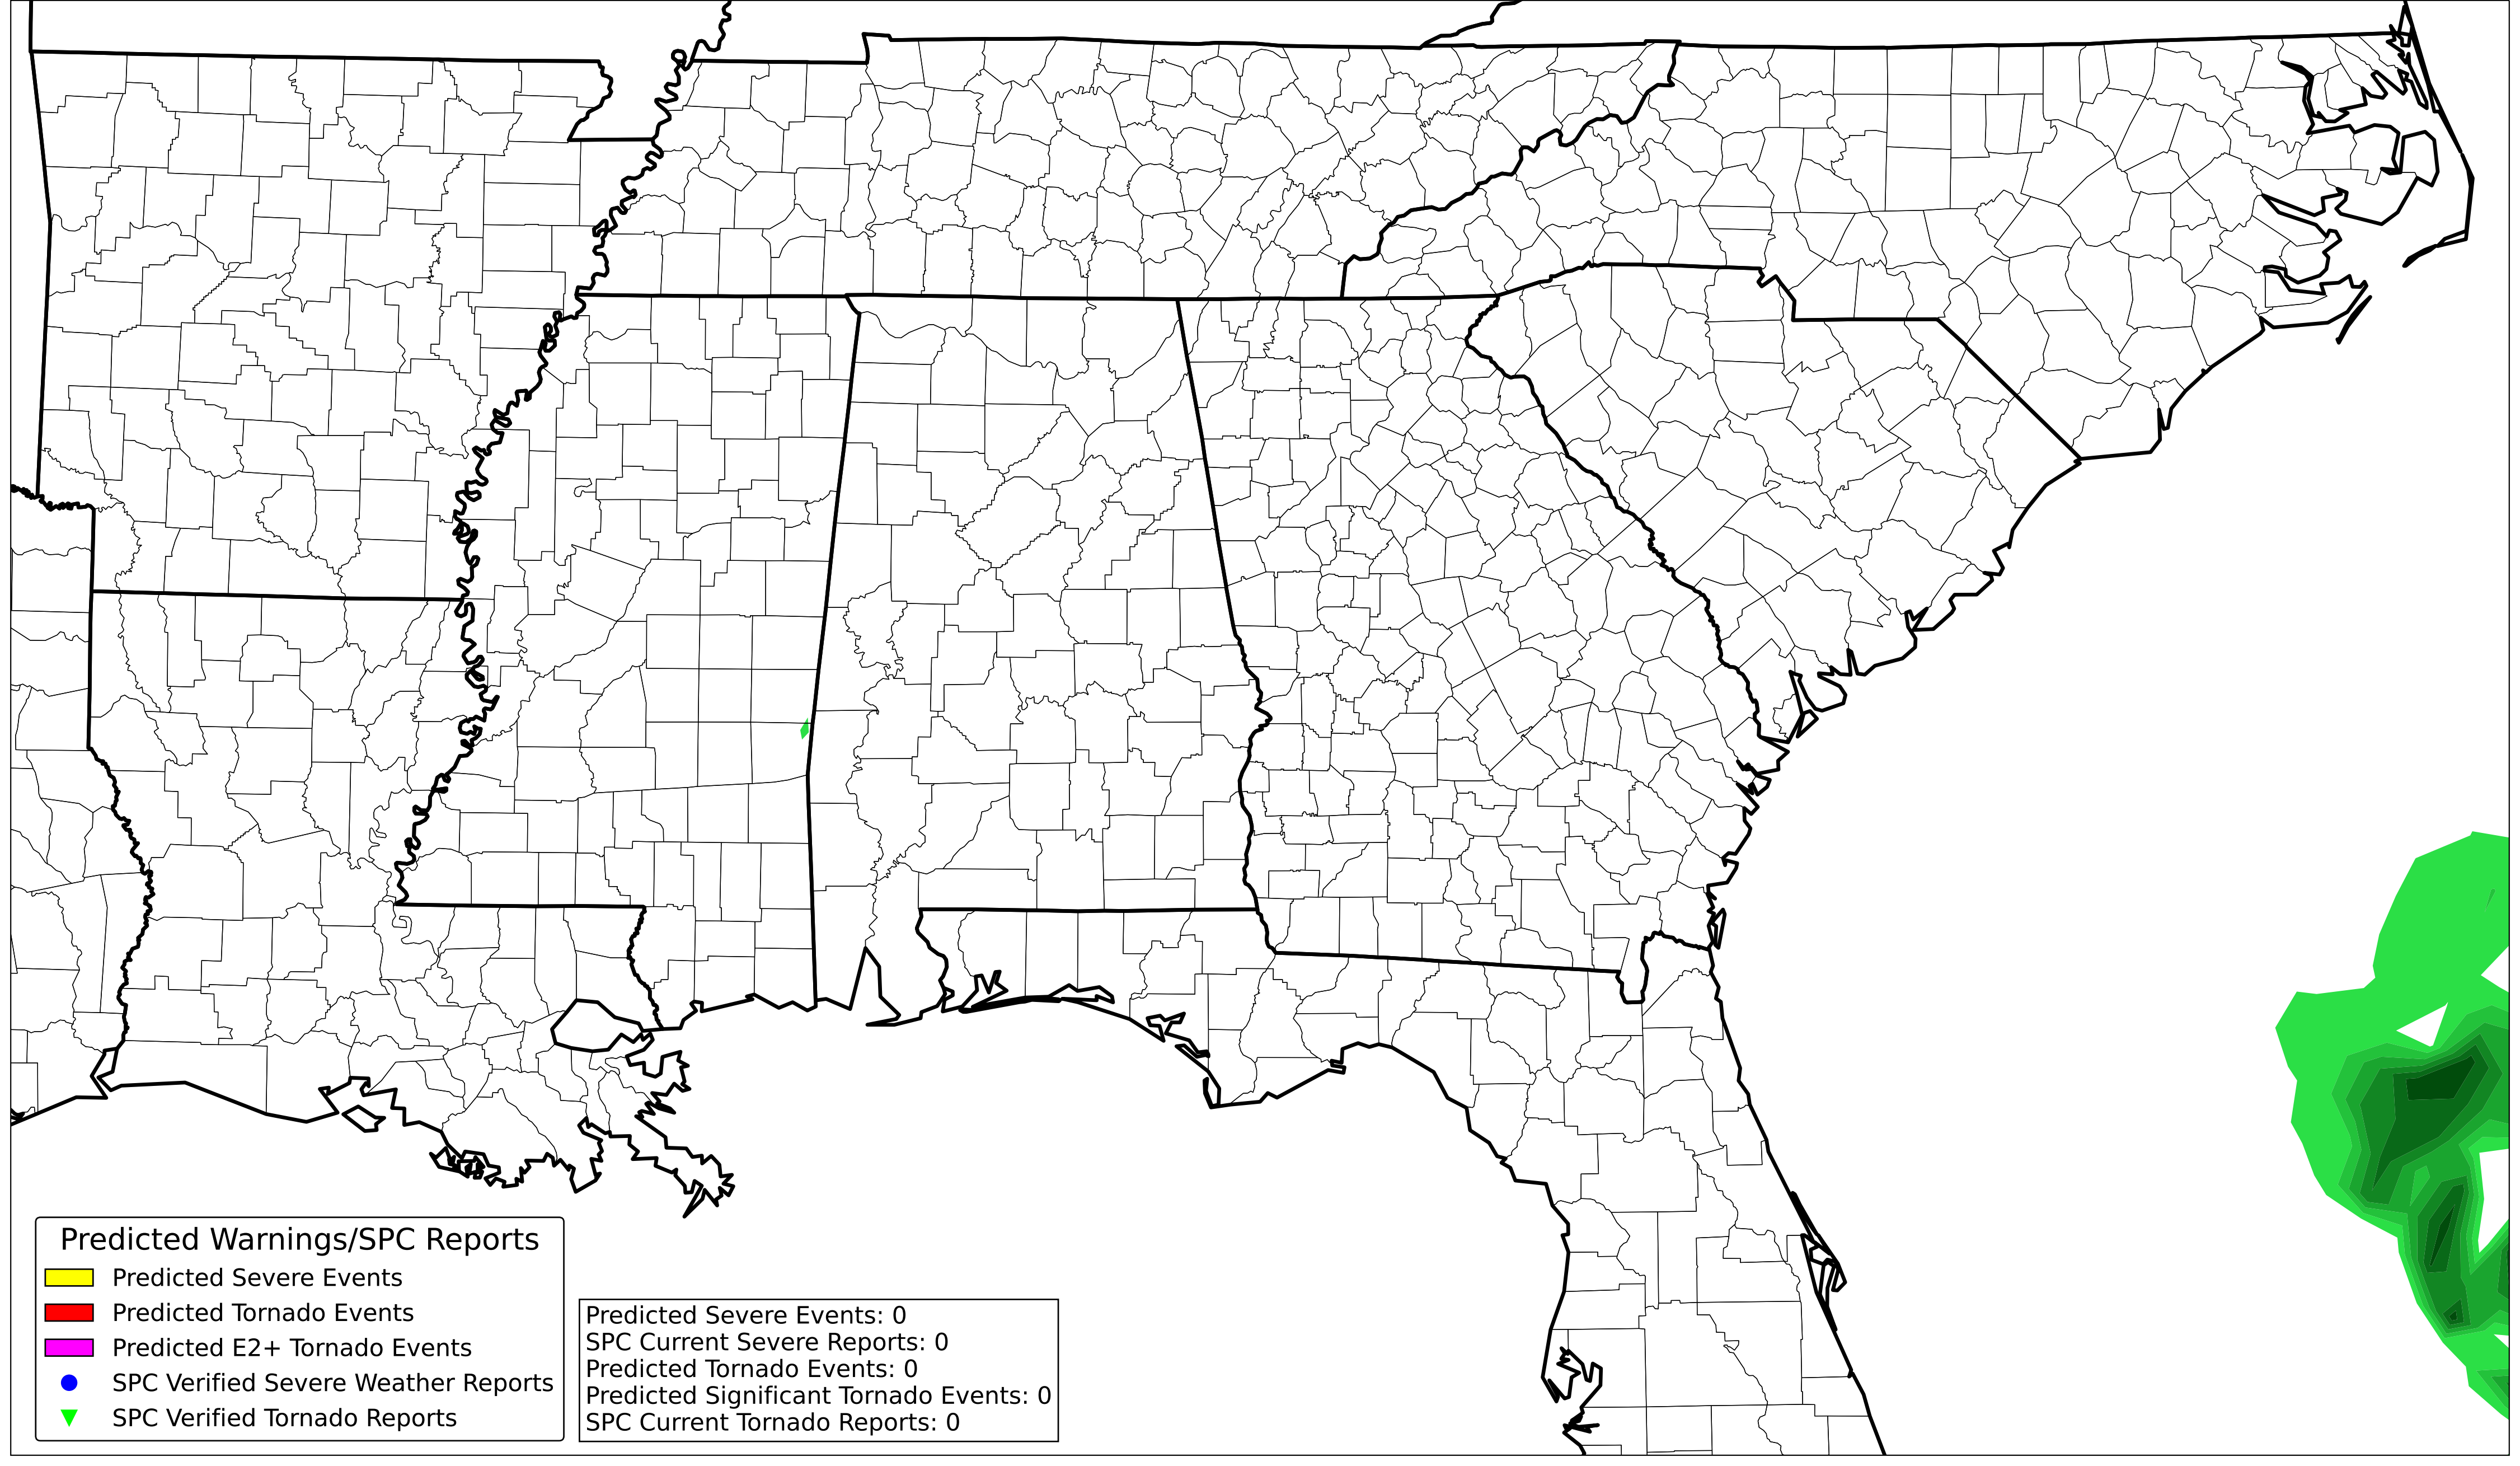 Predicted Warnings/SPC Reports
Predicted Severe Events
Predicted Tornado Events
Predicted E2+ Tornado Events
SPC Verified Severe Weather Reports
SPC Verified Tornado Reports
Predicted Severe Events: 0
SPC Current Severe Reports: 0
Predicted Tornado Events: 0
Predicted Significant Tornado Events: 0
SPC Current Tornado Reports: 0